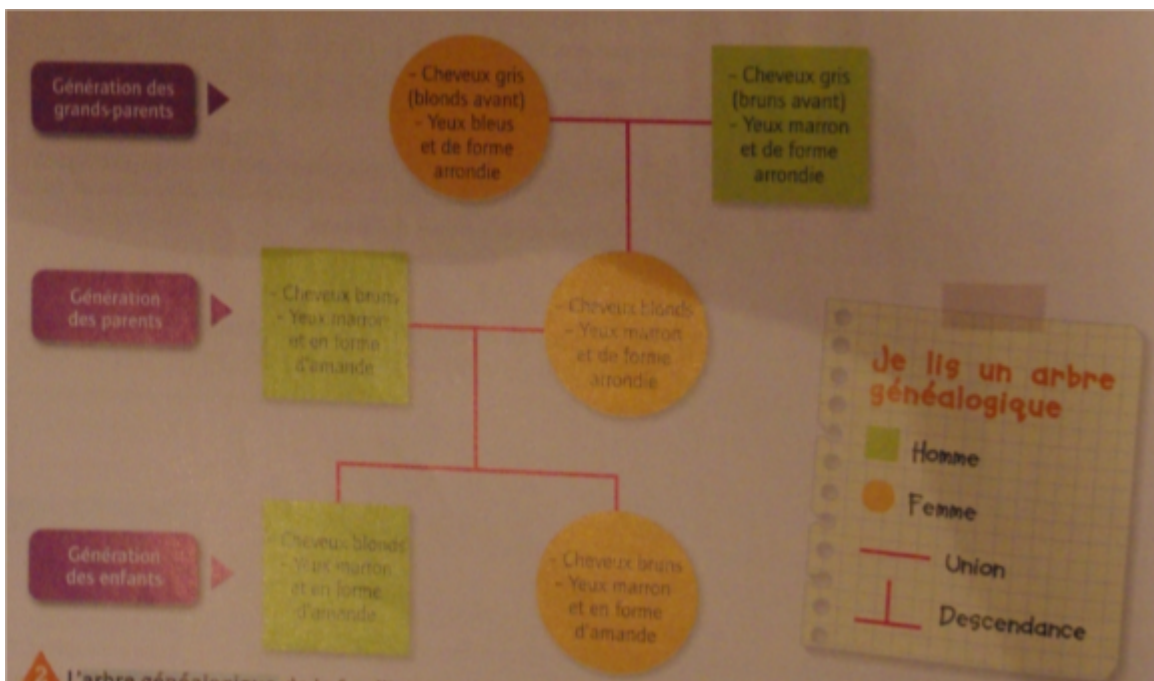 Génération des
grands-parents
- Cheveux gris
(blonds avant)
- Yeux bleus
et de forme
arrondie
- Cheveux gris
(bruns avant)
- Yeux marron
et de forme
arrondie
Génération
des parents
- Cheveux bruns
- Yeux marron
et en forme
d'amande
- Cheveux blonds
- Yeux marron
et de forme
arrondie
Je lis un arbre
généalogique
Homme
Femme
Union
Descendance
Génération
des enfants
- Cheveux blonds
- Yeux marron
et en forme
d'amande
- Cheveux bruns
- Yeux marron
et en forme
d'amande
2 L'arbre généalogique